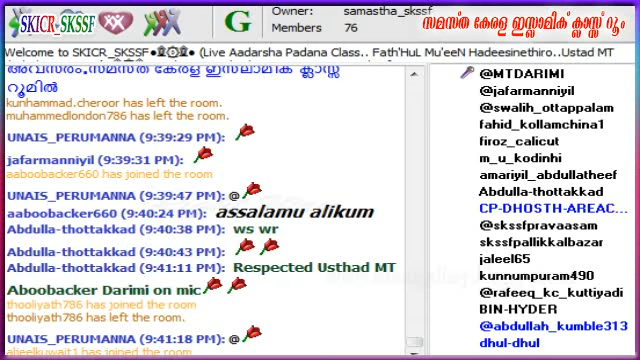 SKICR_SKSSF
G
Owner: samastha_skssf
Members 76
സമസ്ത കേരള ഇസ്ലാമിക് ക്ലാസ്സ് റൂം
Welcome to SKICR_SKSSF (Live Aadarsha Padana Class.. Fath'HuL Mu'eeN Hadeesinethiro..Ustad MT
അവസരം.സമസ്ത കേരള ഇസ്ലാമിക് ക്ലാസ്സ്
റൂമില്‍
kunhammad.cheroor has left the room.
muhammedlondon786 has left the room.
UNAIS_PERUMANNA (9:39:29 PM):
jafarmanniyil (9:39:31 PM):
aaboobacker660 has joined the room
UNAIS_PERUMANNA (9:39:47 PM): @
aaboobacker660 (9:40:24 PM): assalamu alikum
Abdulla-thottakkad (9:40:38 PM): ws wr
Abdulla-thottakkad (9:40:43 PM):
Abdulla-thottakkad (9:41:11 PM): Respected Usthad MT
Aboobacker Darimi on mic
thooliyath786 has joined the room
thooliyath786 has left the room.
UNAIS_PERUMANNA (9:41:18 PM): @
aheelkuwait1 has joined the room
@MTDARIMI
@jafarmanniyil
@swalih_ottappalam
fahid_kollamchina1
firoz_calicut
m_u_kodinhi
amariyil_abdullatheef
Abdulla-thottakkad
CP-DHOSTH-AREAC...
@skssfpravaasam
skssfpallikkalbazar
jaleel65
kunnumpuram490
@rafeeq_kc_kuttiyadi
BIN-HYDER
@abdullah_kumble313
dhul-dhul